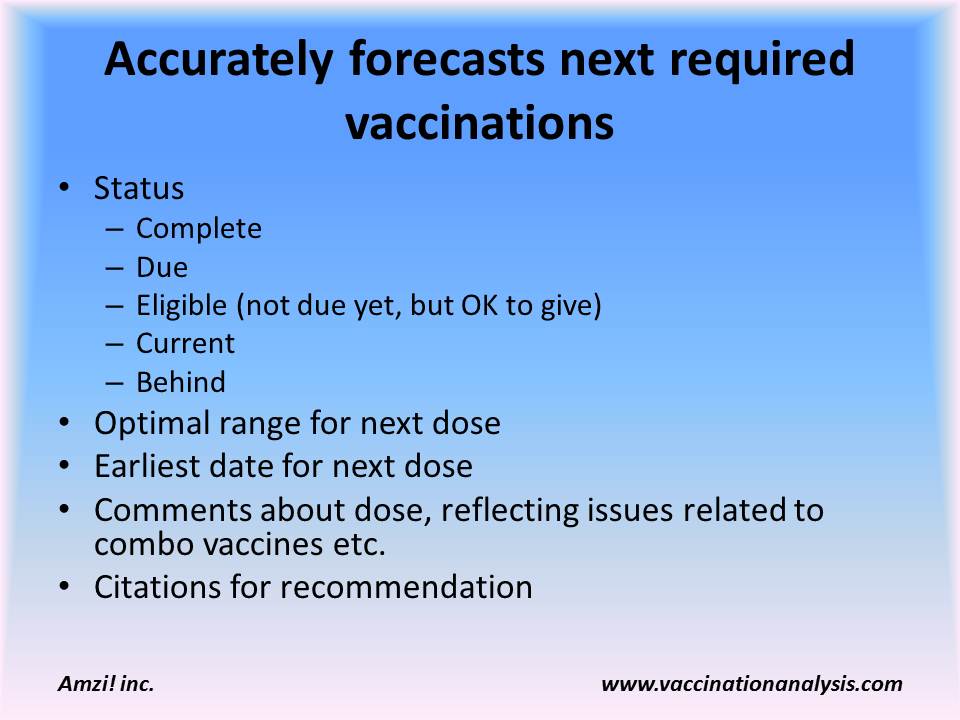 Accurately forecasts next required
vaccinations
• Status
– Complete
– Due
– Eligible (not due yet, but OK to give)
– Current
– Behind
• Optimal range for next dose
• Earliest date for next dose
• Comments about dose, reflecting issues related to
combo vaccines etc.
• Citations for recommendation
Amzi! inc.
www.vaccinationanalysis.com